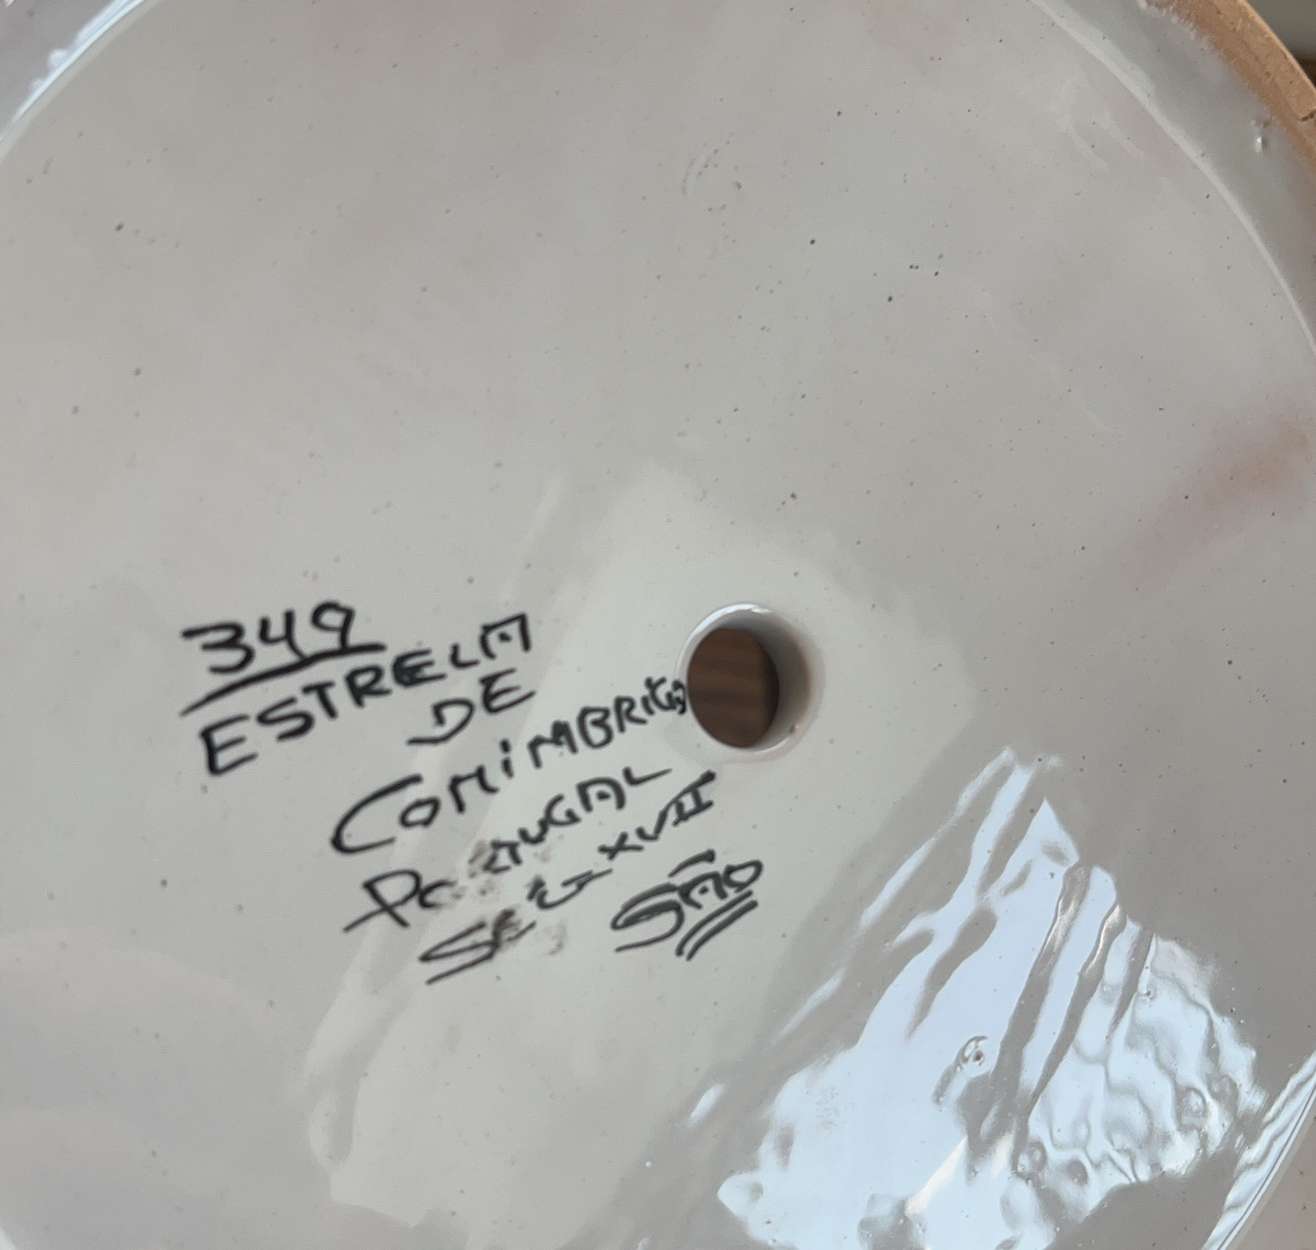 349
ESTRELA
DE
CONIMBRIGA
PORTUGAL
SEC-XVII
SÃO